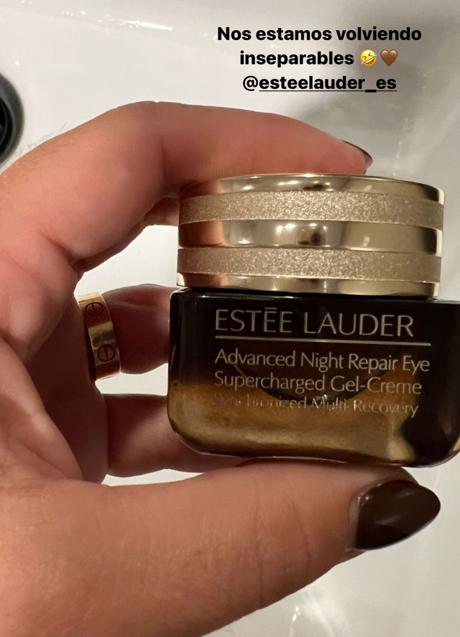 Nos estamos volviendo
inseparables 🤣🤎
@esteelauder_es
ESTĒE LAUDER
Advanced Night Repair Eye
Supercharged Gel-Creme
Synchronized Multi-Recovery